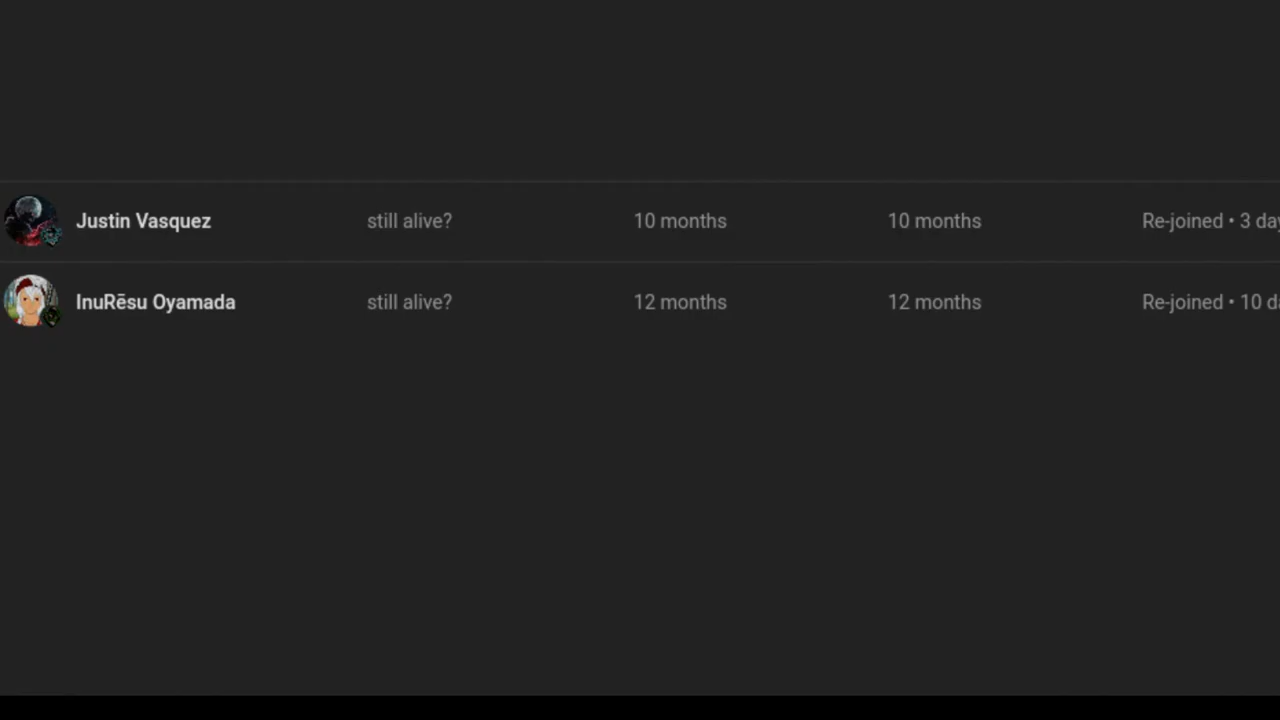 Justin Vasquez still alive? 10 months 10 months Re-joined • 3 day
InuRēsu Oyamada still alive? 12 months 12 months Re-joined • 10 d